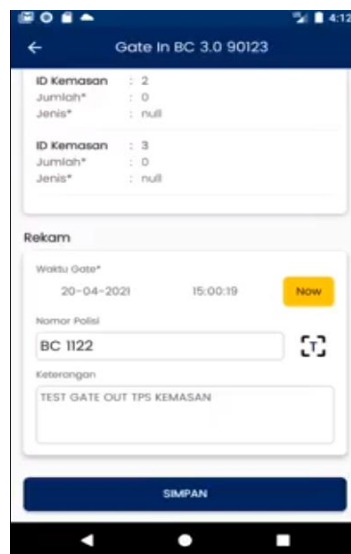 4:12
Gate In BC 3.0 90123
ID Kemasan : 2
Jumlah* : 0
Jenis* : null
ID Kemasan : 3
Jumlah* : 0
Jenis* : null
Rekam
Waktu Gate*
20-04-2021 15:00:19 Now
Nomor Polisi
BC 1122
T
Keterangan
TEST GATE OUT TPS KEMASAN
SIMPAN